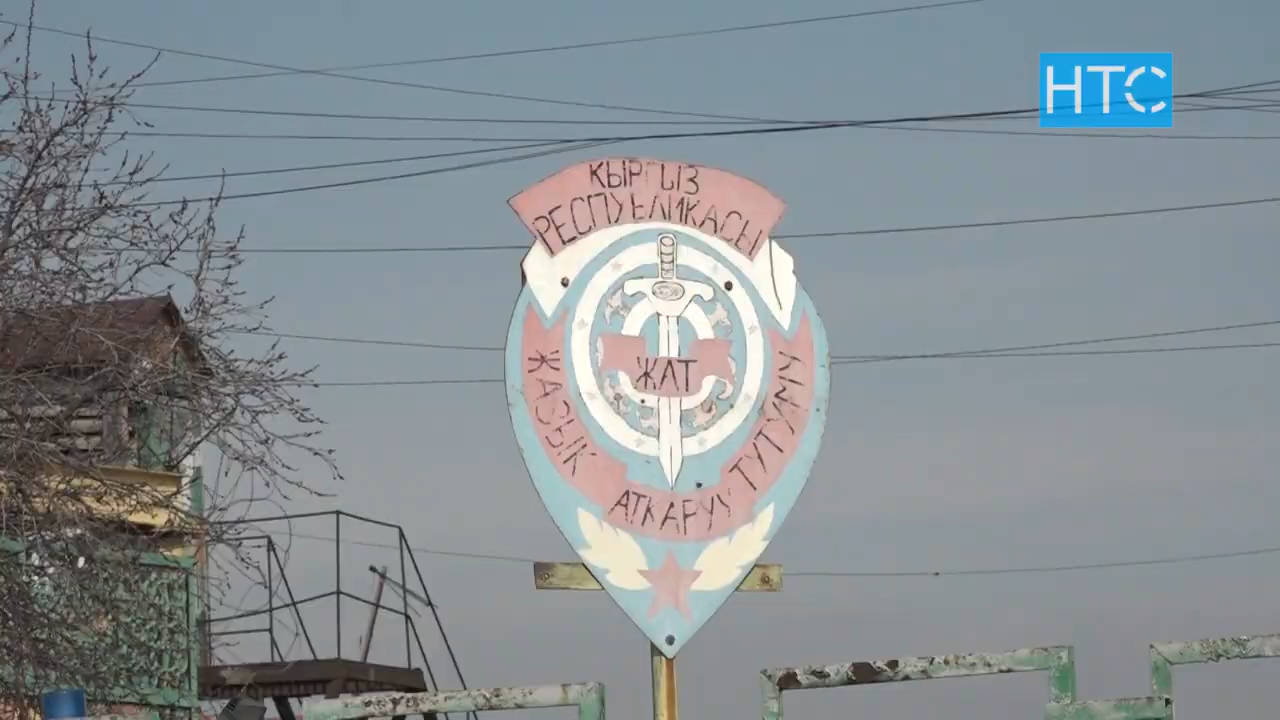 НТС
КЫРГЫЗ
РЕСПУБЛИКАСЫ
ЖАТ
ЖАЗЫК АТКАРУУ ТУТУМУ